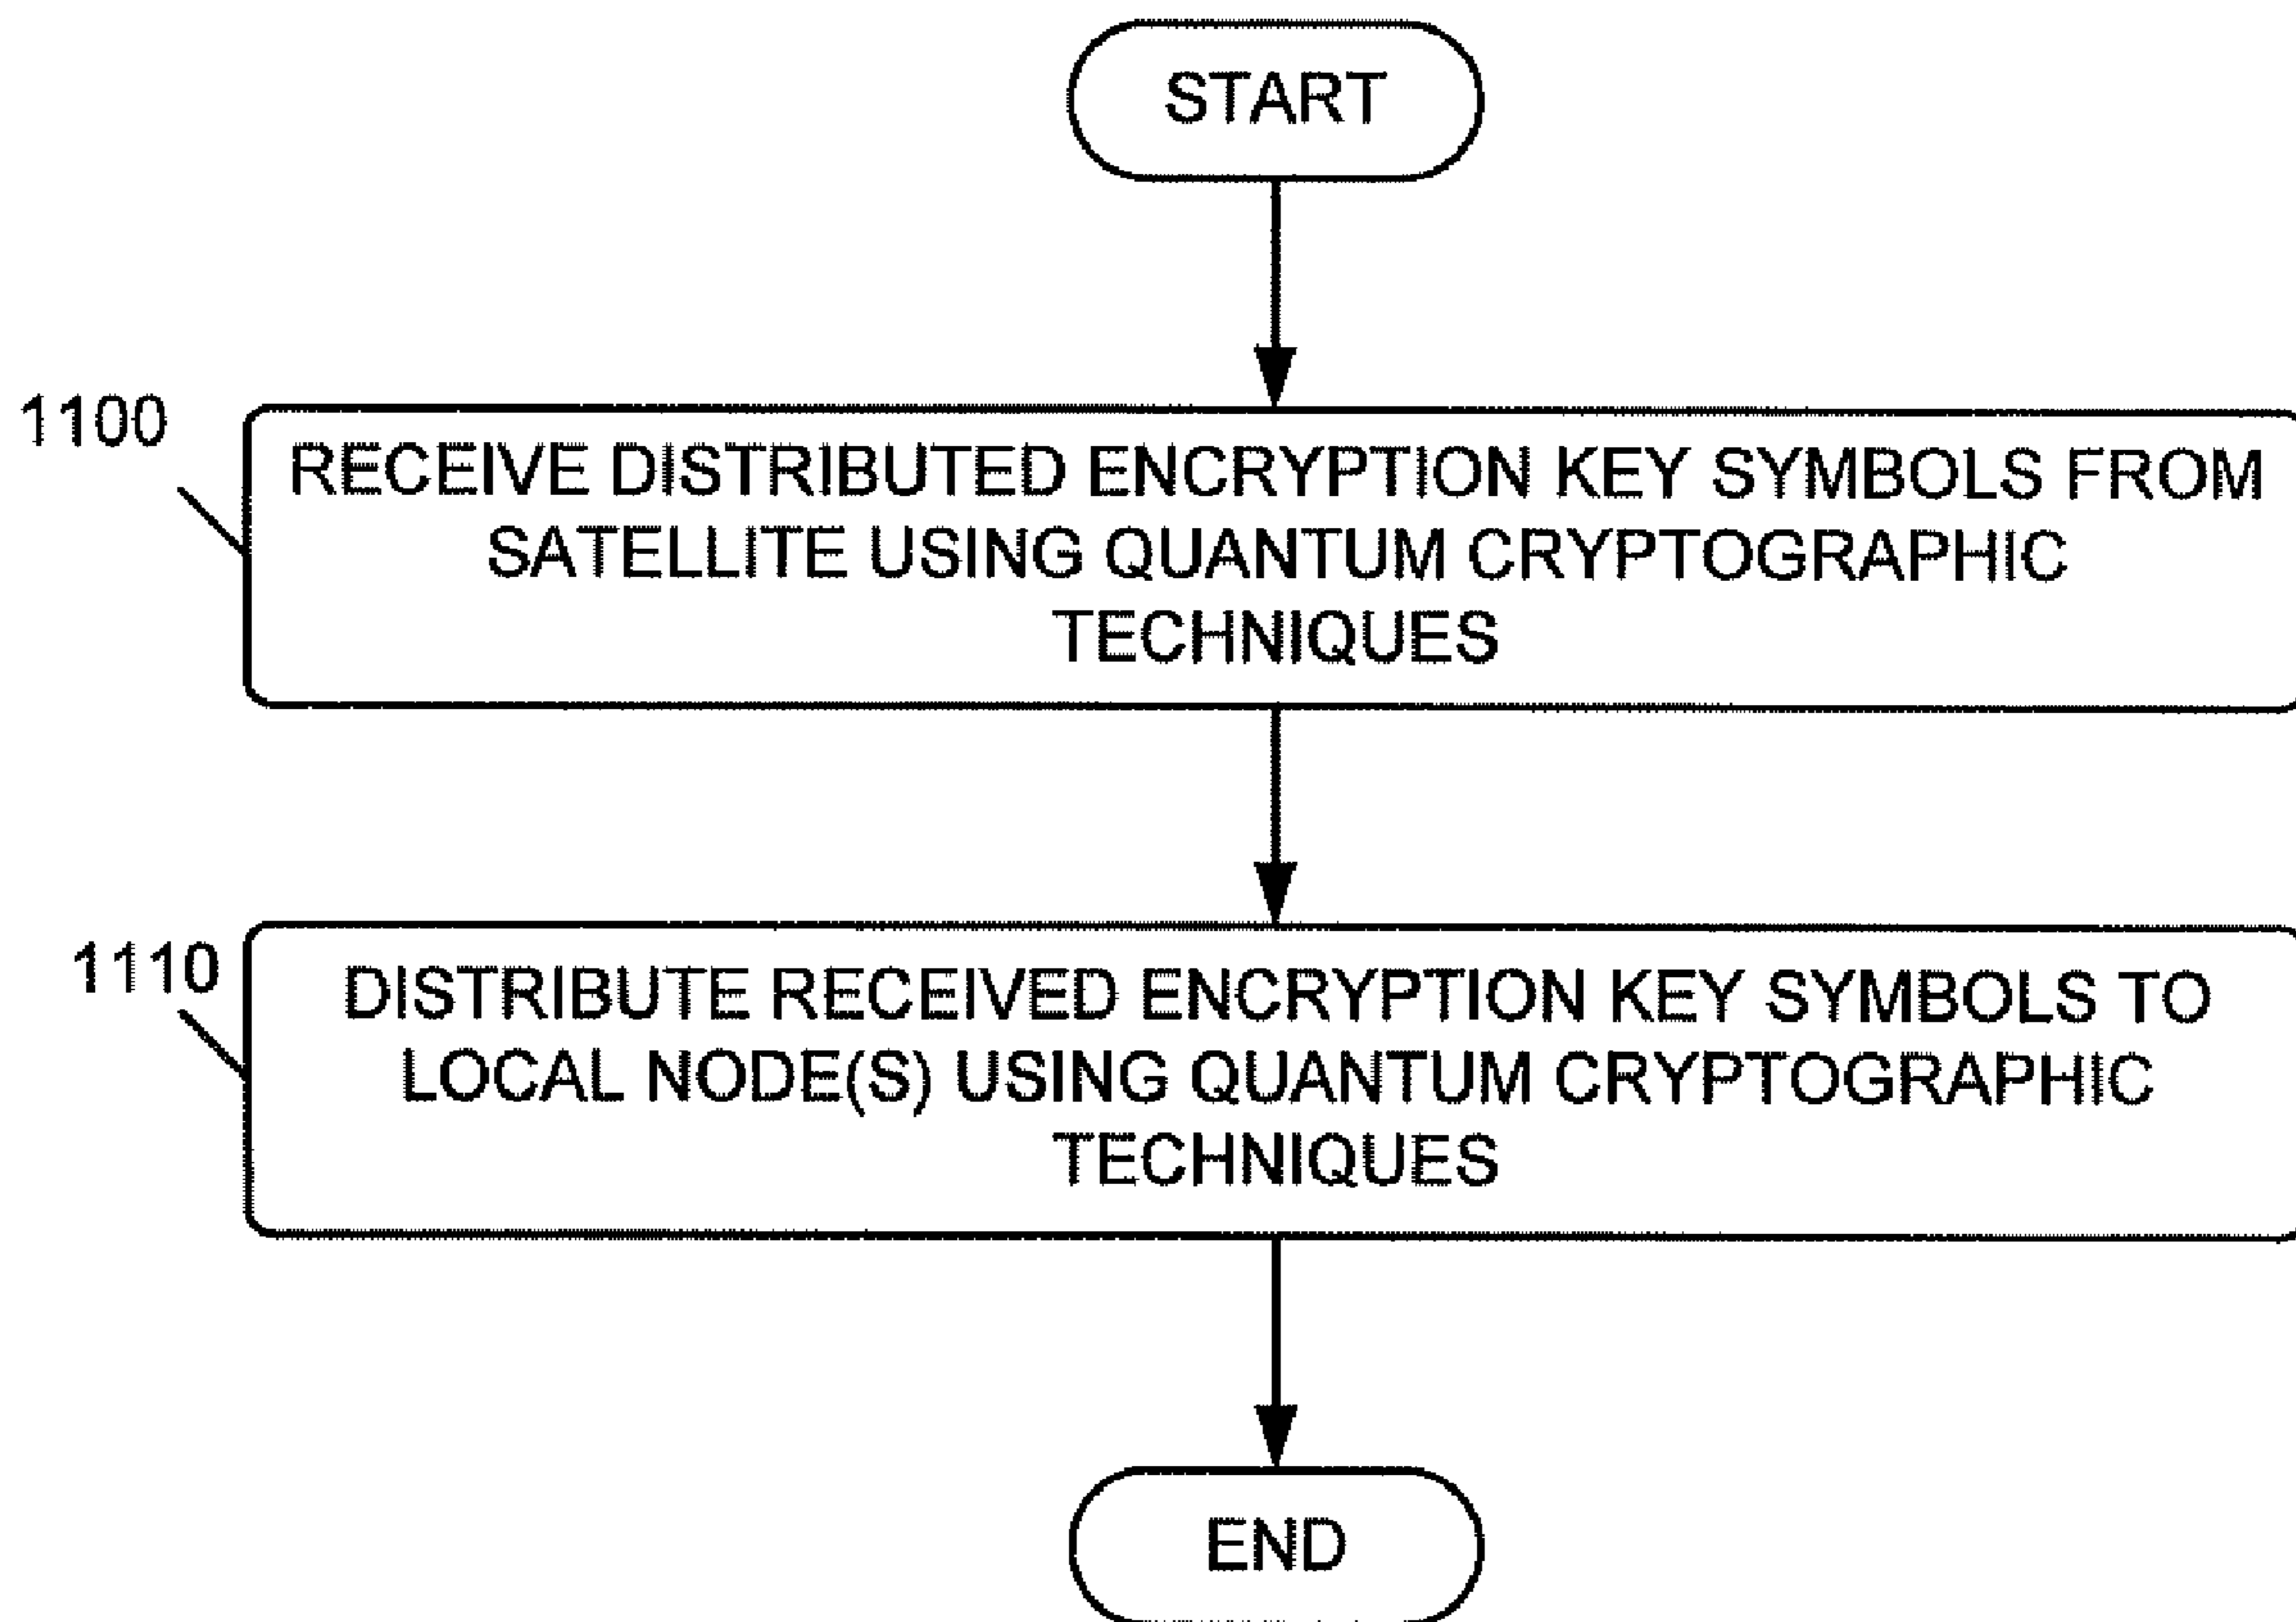 START
1100
RECEIVE DISTRIBUTED ENCRYPTION KEY SYMBOLS FROM
SATELLITE USING QUANTUM CRYPTOGRAPHIC
TECHNIQUES
1110
DISTRIBUTE RECEIVED ENCRYPTION KEY SYMBOLS TO
LOCAL NODE(S) USING QUANTUM CRYPTOGRAPHIC
TECHNIQUES
END